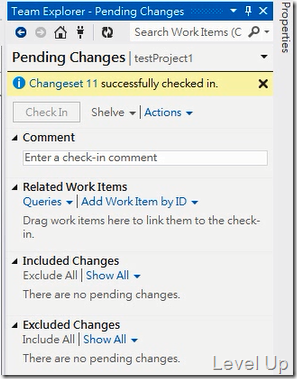 Team Explorer - Pending Changes
Search Work Items (C
Pending Changes | testProject1
Changeset 11 successfully checked in.
Check In Shelve | Actions
Comment
Enter a check-in comment
Related Work Items
Queries | Add Work Item by ID
Drag work items here to link them to the check-
in.
Included Changes
Exclude All | Show All
There are no pending changes.
Excluded Changes
Include All | Show All
There are no pending changes.
Properties
Level Up